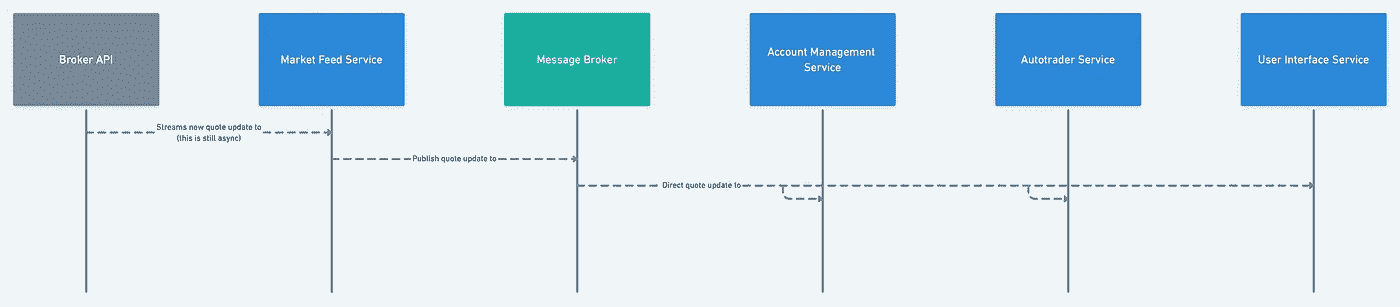 Broker API
Market Feed Service
Message Broker
Account Management
Service
Autotrader Service
User Interface Service
Streams new quote update to
(this is still async)
Publish quote update to
Direct quote update to